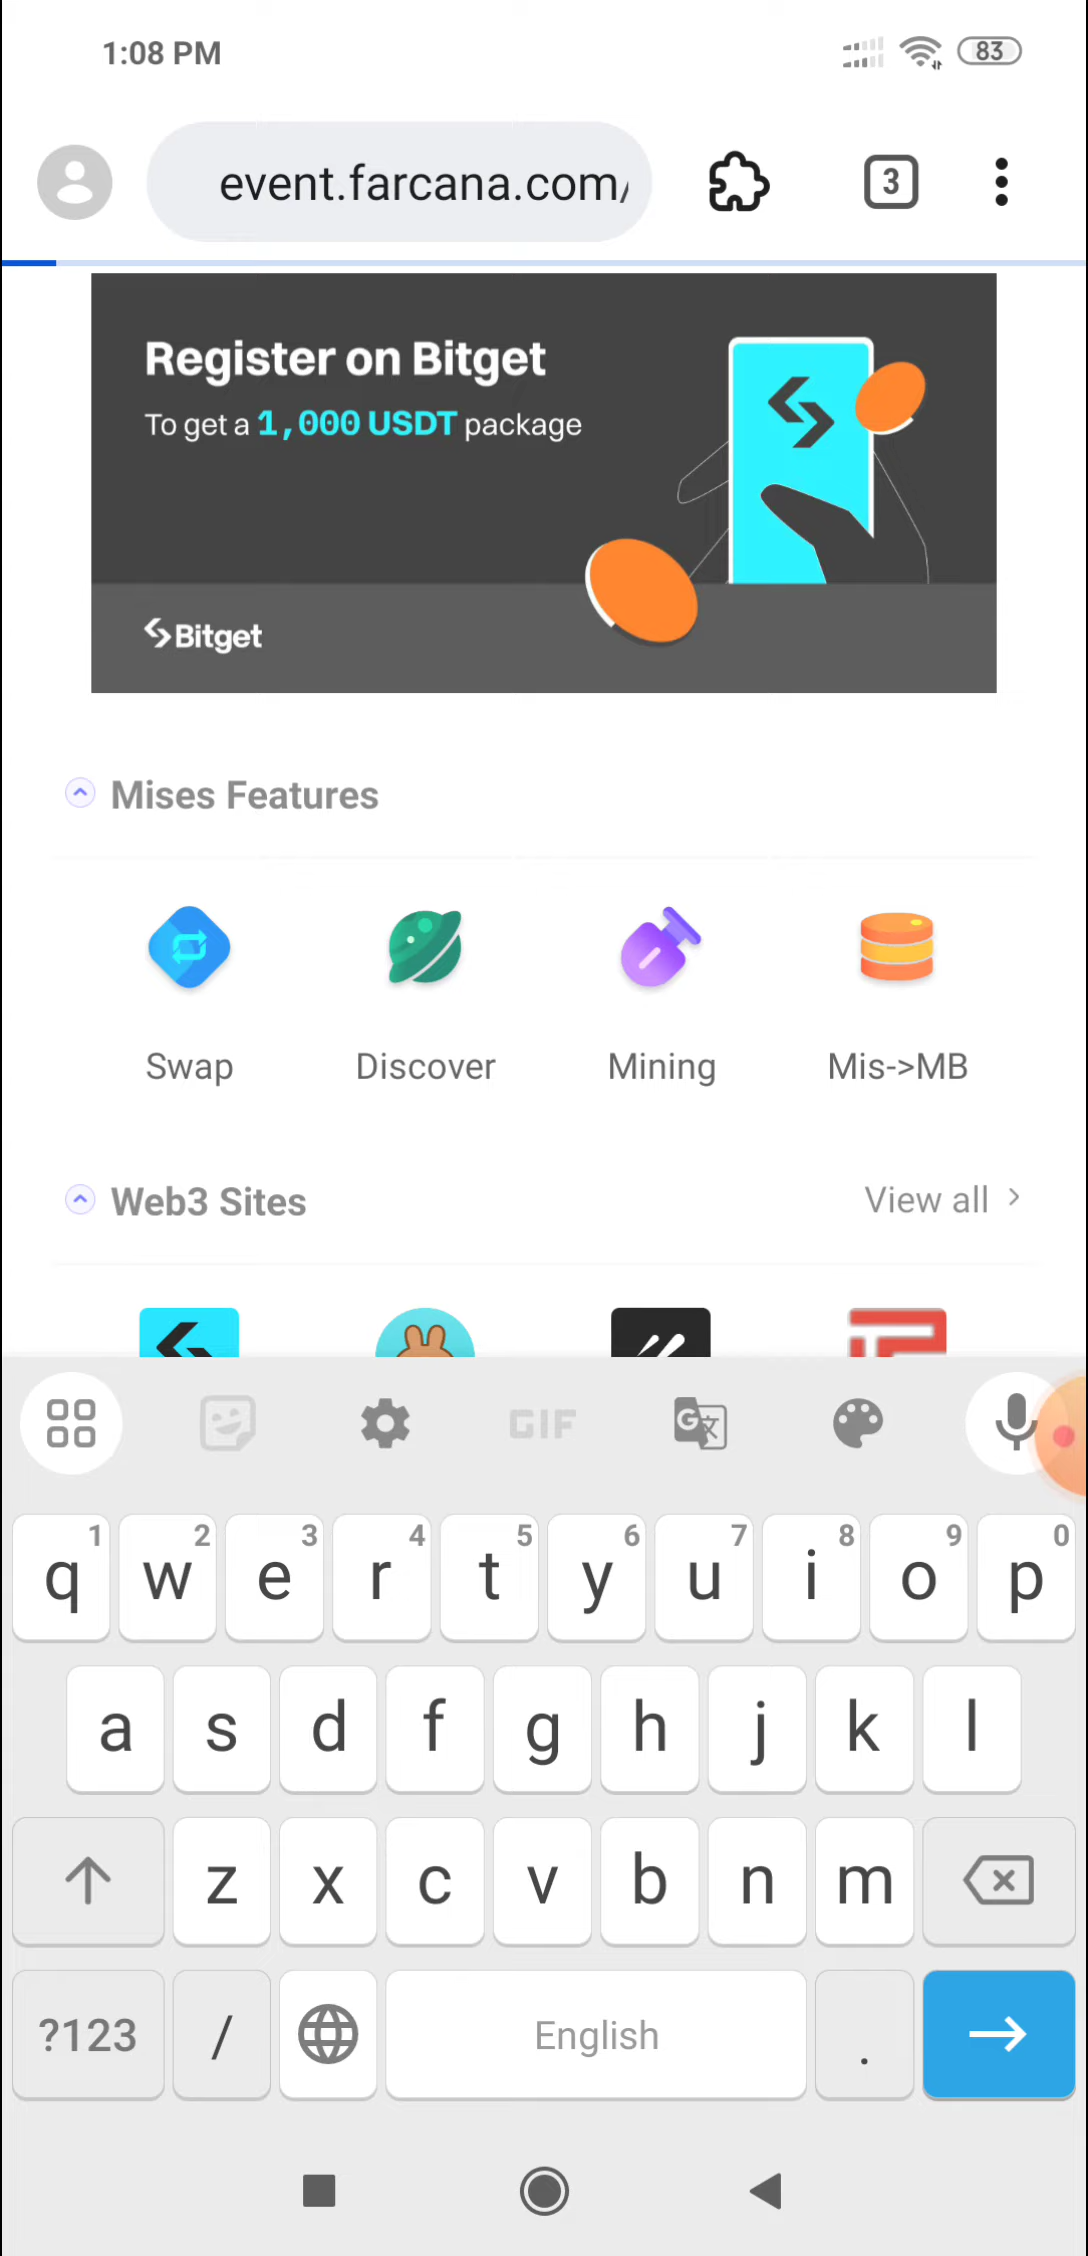 1:08 PM
83
event.farcana.com/
3
Register on Bitget
To get a 1,000 USDT package
Bitget
Mises Features
Swap Discover Mining Mis->MB
Web3 Sites View all
GIF
G
1 2 3 4 5 6 7 8 9 0
q w e r t y u i o p
a s d f g h j k l
z x c v b n m
?123 / English .